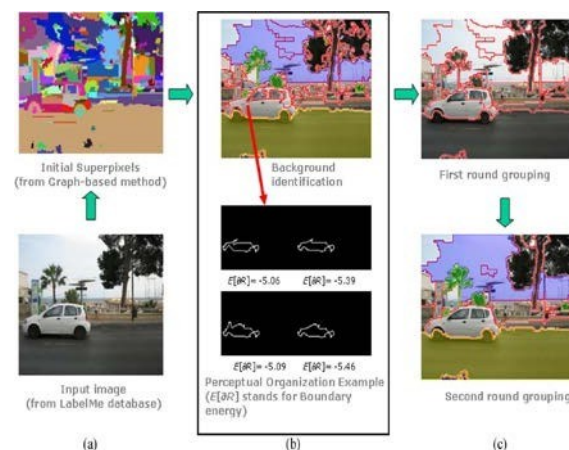 Initial Superpixels
(from Graph-based method)
Input image
(from LabelMe database)
(a)
Background
identification
E[∂R]= -5.06 E[∂R]= -5.39
E[∂R]= -5.09 E[∂R]= -5.46
Perceptual Organization Example
(E[∂R] stands for Boundary
energy)
(b)
First round grouping
Second round grouping
(c)